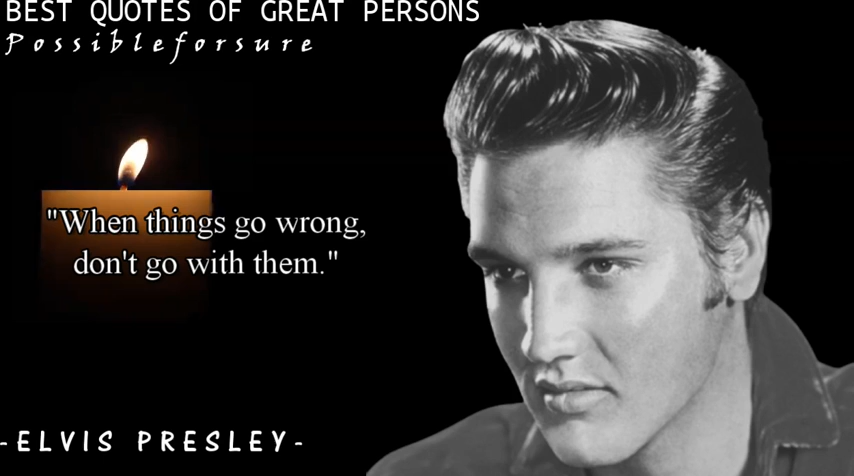 BEST QUOTES OF GREAT PERSONS
Possibleforsure
"When things go wrong,
don't go with them."
-ELVIS PRESLEY-